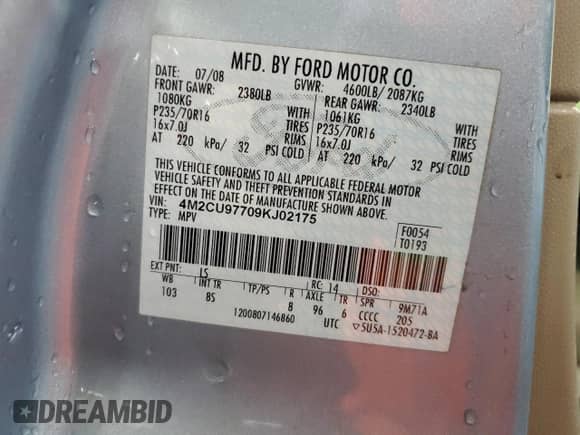 MFD. BY FORD MOTOR CO.
DATE: 07/08 GVWR: 4600LB/ 2087KG
FRONT GAWR: 2380LB REAR GAWR: 2340LB
1080KG WITH 1061KG WITH
P235/70R16 TIRES P235/70R16 TIRES
16x7.0J RIMS 16x7.0J RIMS
AT 220 kPa/ 32 PSI COLD AT 220 kPa/ 32 PSI COLD
THIS VEHICLE CONFORMS TO ALL APPLICABLE FEDERAL MOTOR
VEHICLE SAFETY AND THEFT PREVENTION STANDARDS IN
EFFECT ON THE DATE OF MANUFACTURE SHOWN ABOVE.
VIN: 4M2CU97709KJ02175
TYPE: MPV
F0054
T0193
EXT PNT: LS RC: 14 DSO:
WB INT TR TP/PS R AXLE TR SPR 9M71A
103 8S 8 96 6 CCCC 205
1200807146860 UTC ▽5U5A-1520472-BA
DREAMBID